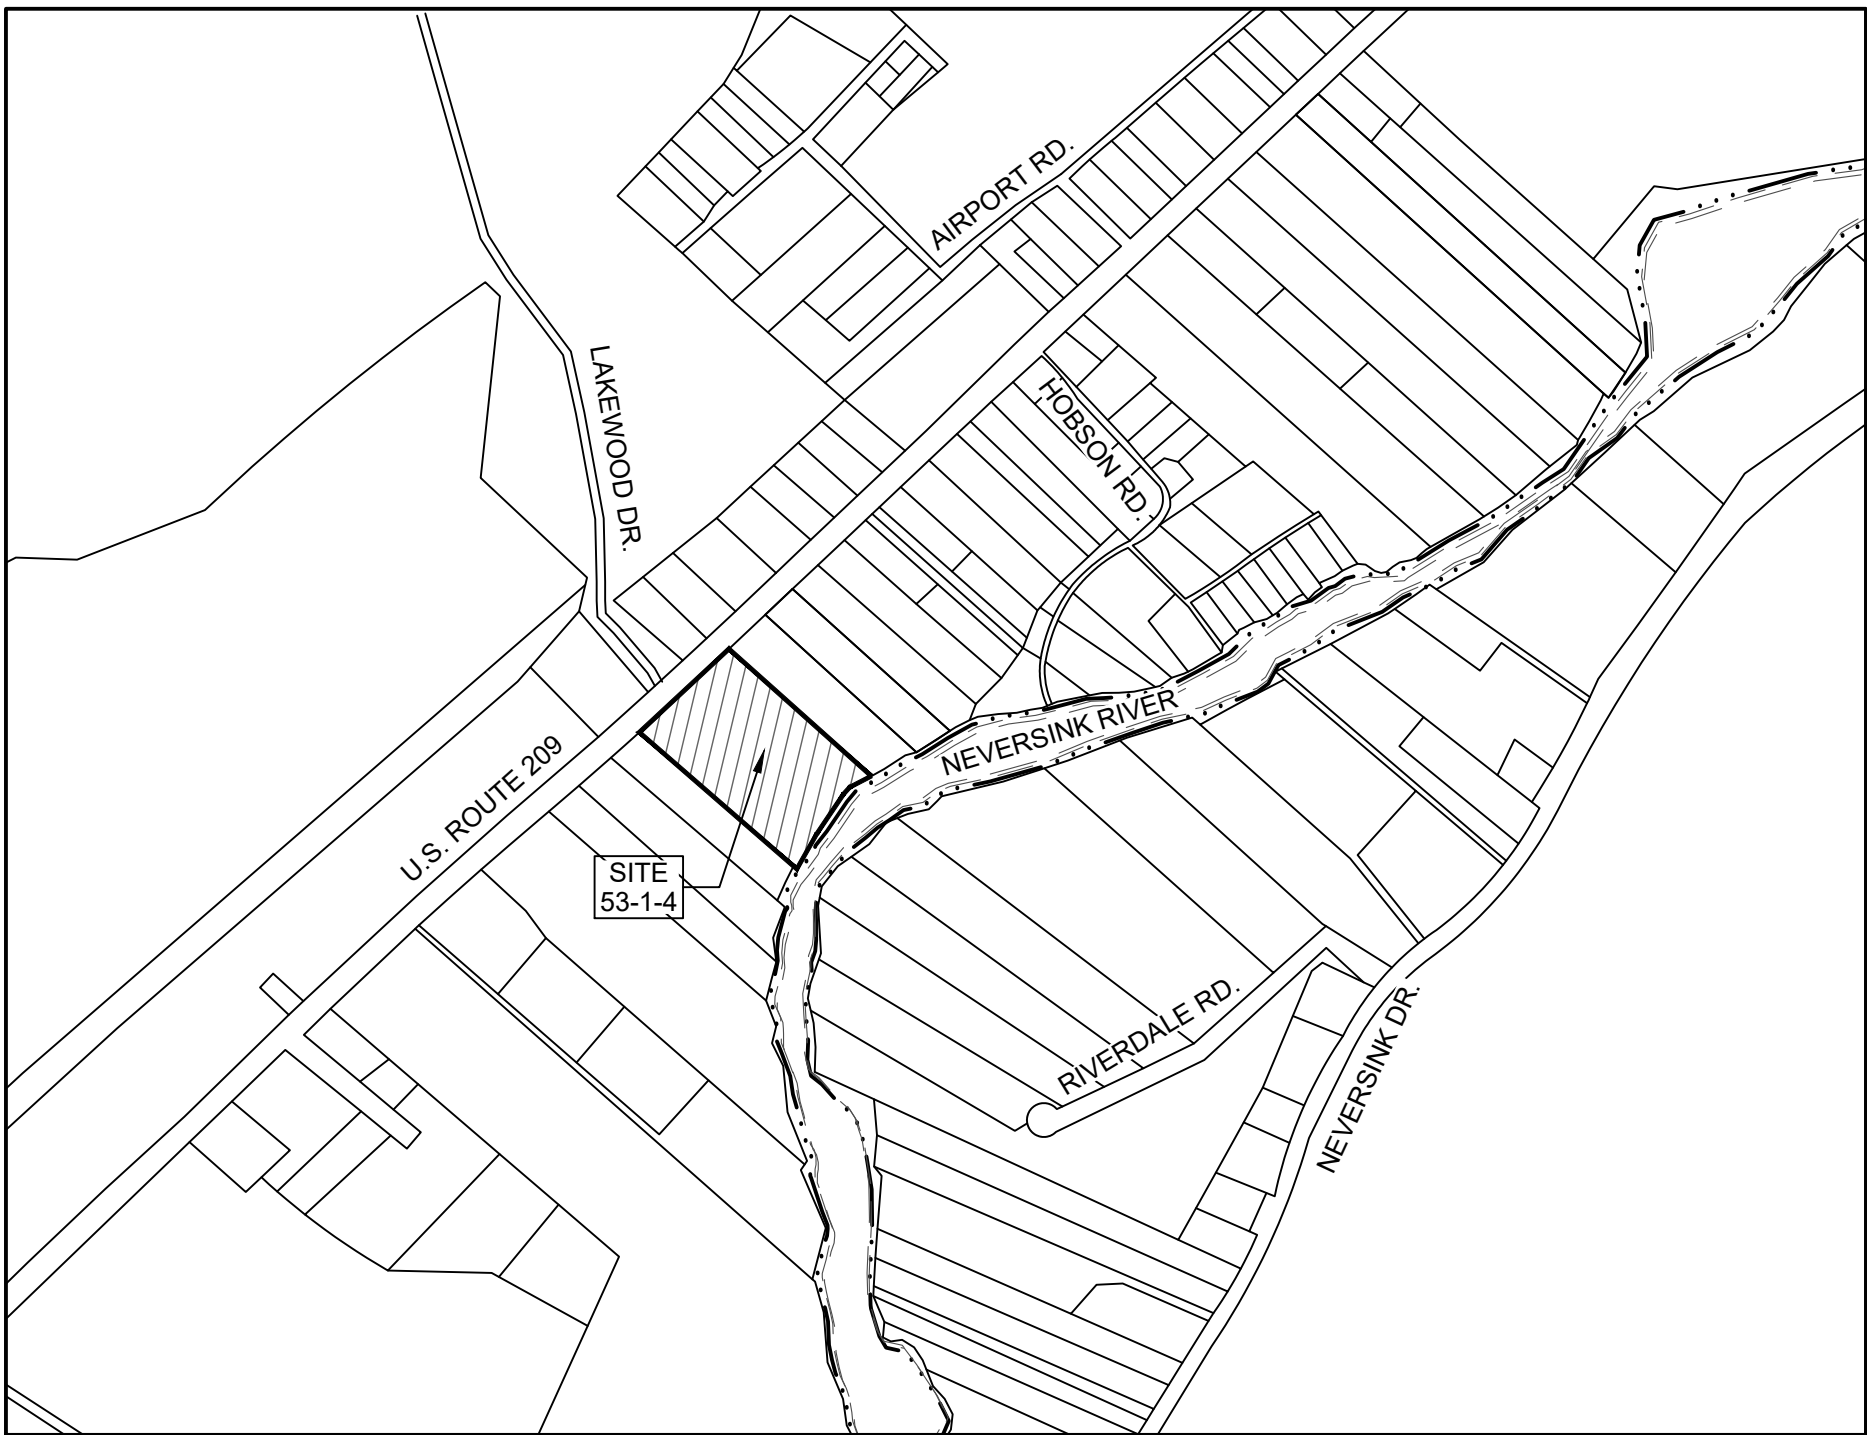 AIRPORT RD.
LAKEWOOD DR.
HOBSON RD.
NEVERSINK RIVER
U.S. ROUTE 209
SITE
53-1-4
RIVERDALE RD.
NEVERSINK DR.